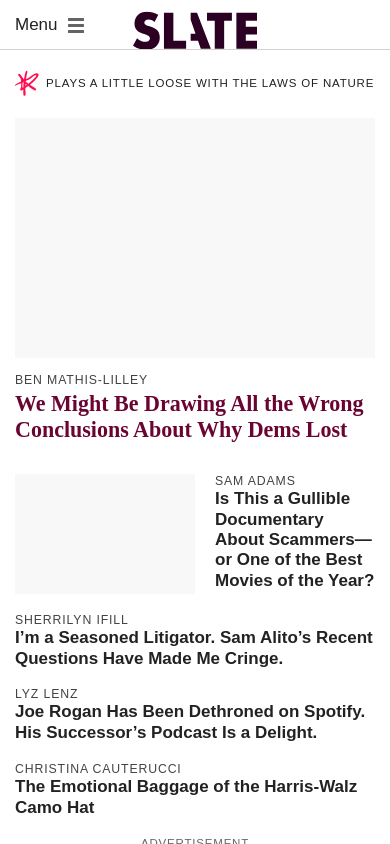 Menu
SLATE
PLAYS A LITTLE LOOSE WITH THE LAWS OF NATURE
BEN MATHIS-LILLEY
We Might Be Drawing All the Wrong
Conclusions About Why Dems Lost
SAM ADAMS
Is This a Gullible
Documentary
About Scammers—
or One of the Best
Movies of the Year?
SHERRILYN IFILL
I’m a Seasoned Litigator. Sam Alito’s Recent
Questions Have Made Me Cringe.
LYZ LENZ
Joe Rogan Has Been Dethroned on Spotify.
His Successor’s Podcast Is a Delight.
CHRISTINA CAUTERUCCI
The Emotional Baggage of the Harris-Walz
Camo Hat
ADVERTISEMENT